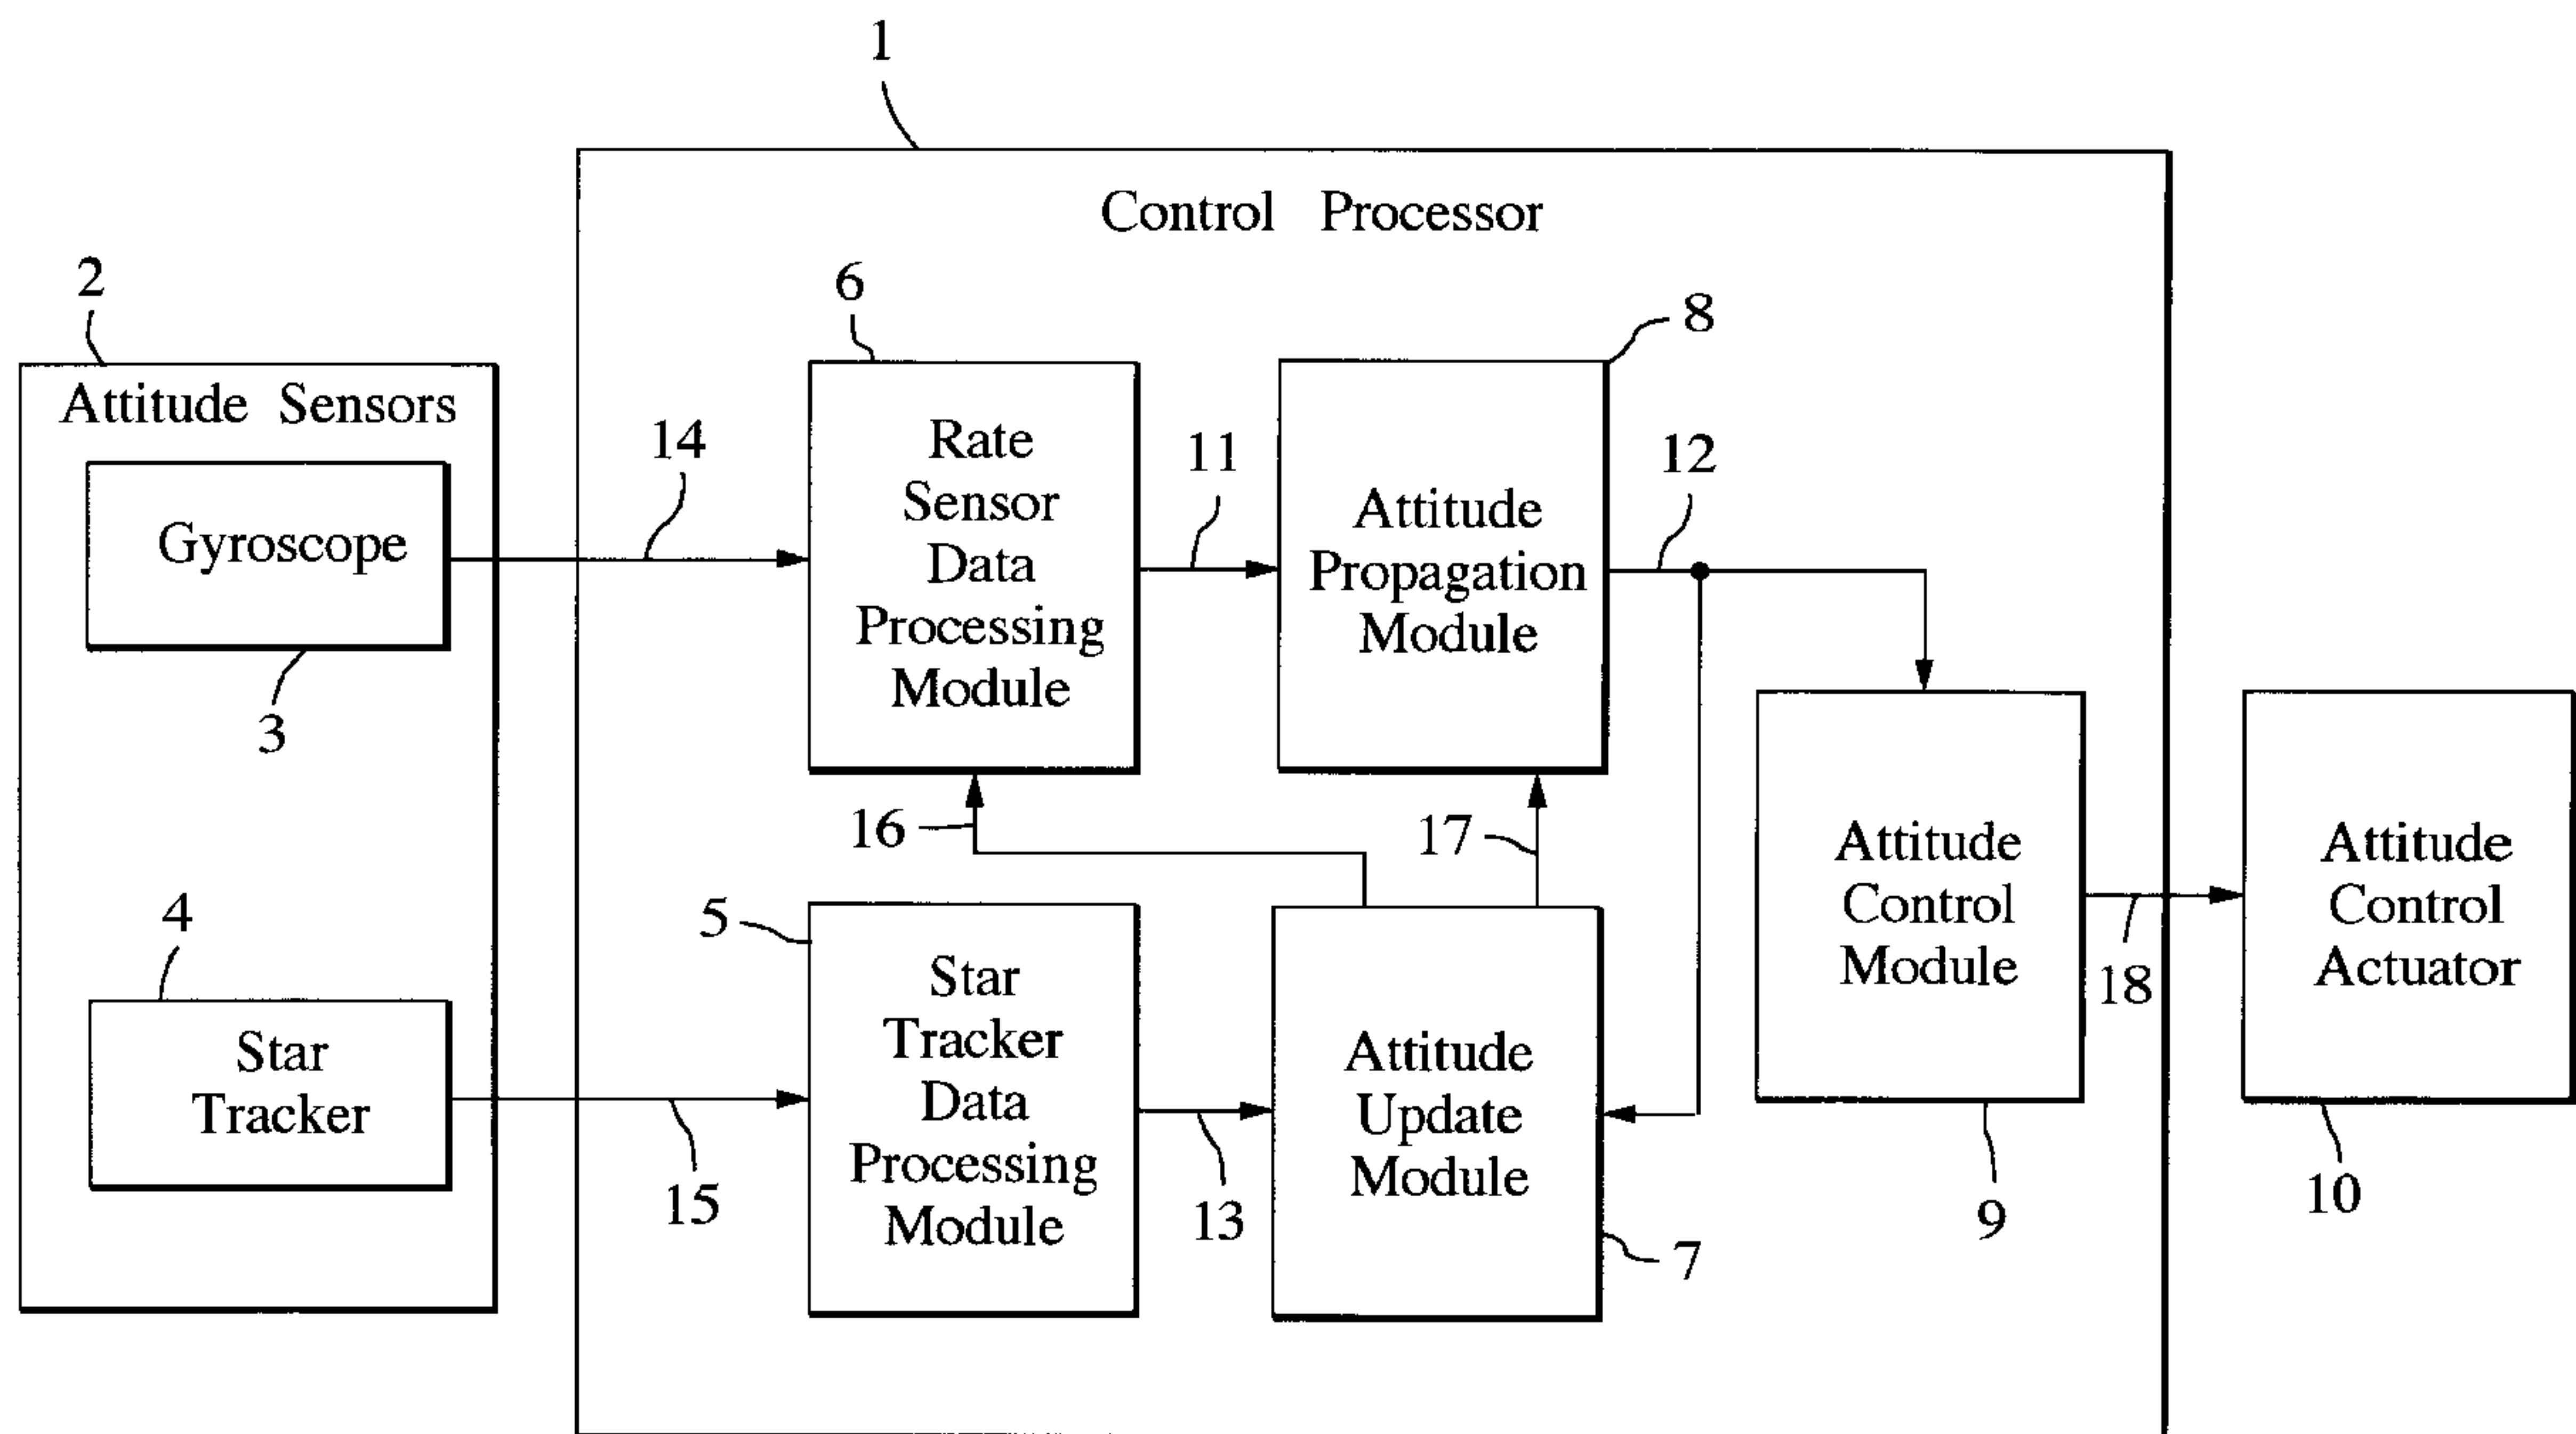 1
Control Processor
2
Attitude Sensors
Gyroscope
3
4
Star
Tracker
14
15
6
Rate
Sensor
Data
Processing
Module
11
8
Attitude
Propagation
Module
12
16
17
5
Star
Tracker
Data
Processing
Module
13
Attitude
Update
Module
7
Attitude
Control
Module
9
18
Attitude
Control
Actuator
10